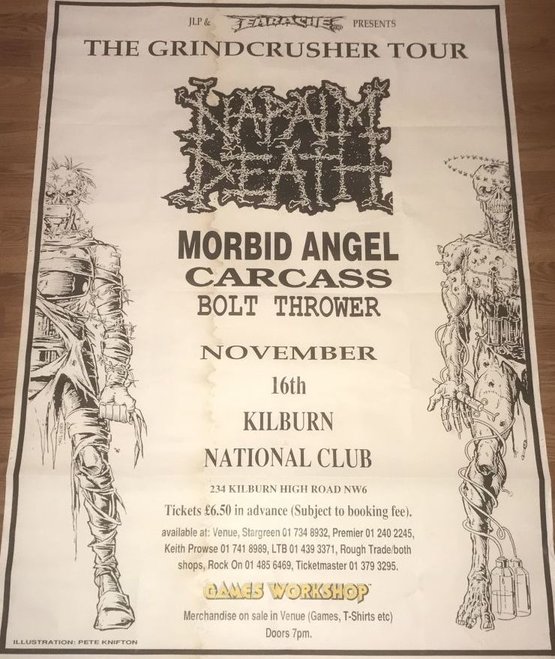 JLP & EARACHE PRESENTS
THE GRINDCRUSHER TOUR
NAPALM
DEATH
MORBID ANGEL
CARCASS
BOLT THROWER
NOVEMBER
16th
KILBURN
NATIONAL CLUB
234 KILBURN HIGH ROAD NW6
Tickets £6.50 in advance (Subject to booking fee).
available at: Venue, Stargreen 01 734 8932, Premier 01 240 2245,
Keith Prowse 01 741 8989, LTB 01 439 3371, Rough Trade/both
shops, Rock On 01 485 6469, Ticketmaster 01 379 3295.
GAMES WORKSHOP
Merchandise on sale in Venue (Games, T-Shirts etc)
Doors 7pm.
ILLUSTRATION: PETE KNIFTON